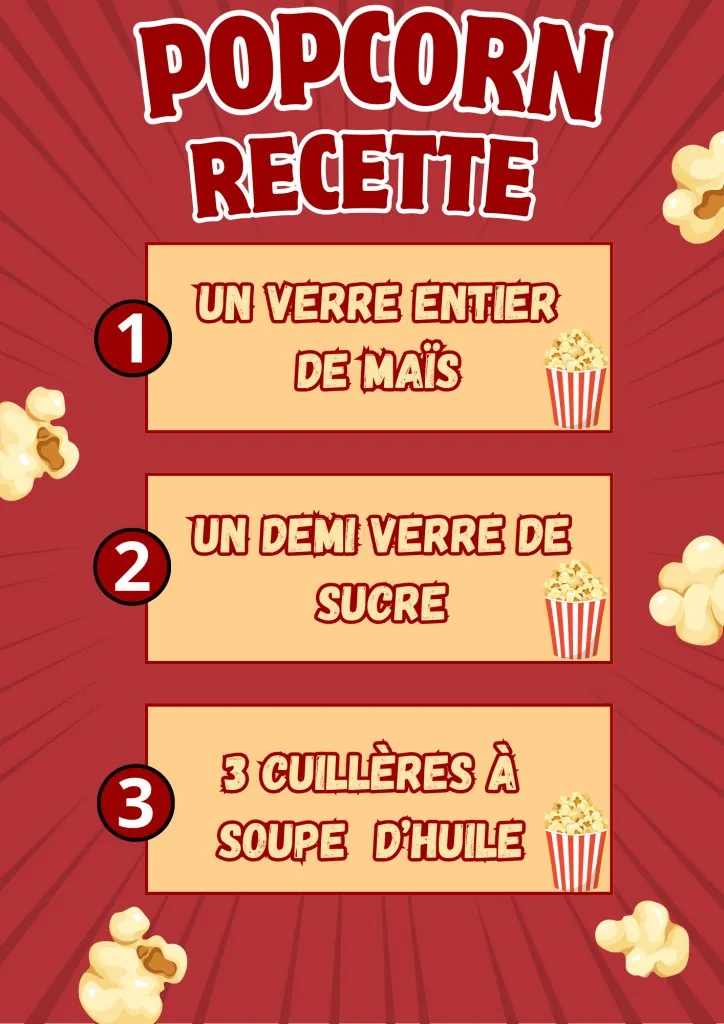 POPCORN
RECETTE
1
UN VERRE ENTIER
DE MAÏS
2
UN DEMI VERRE DE
SUCRE
3
3 CUILLÈRES À
SOUPE D'HUILE